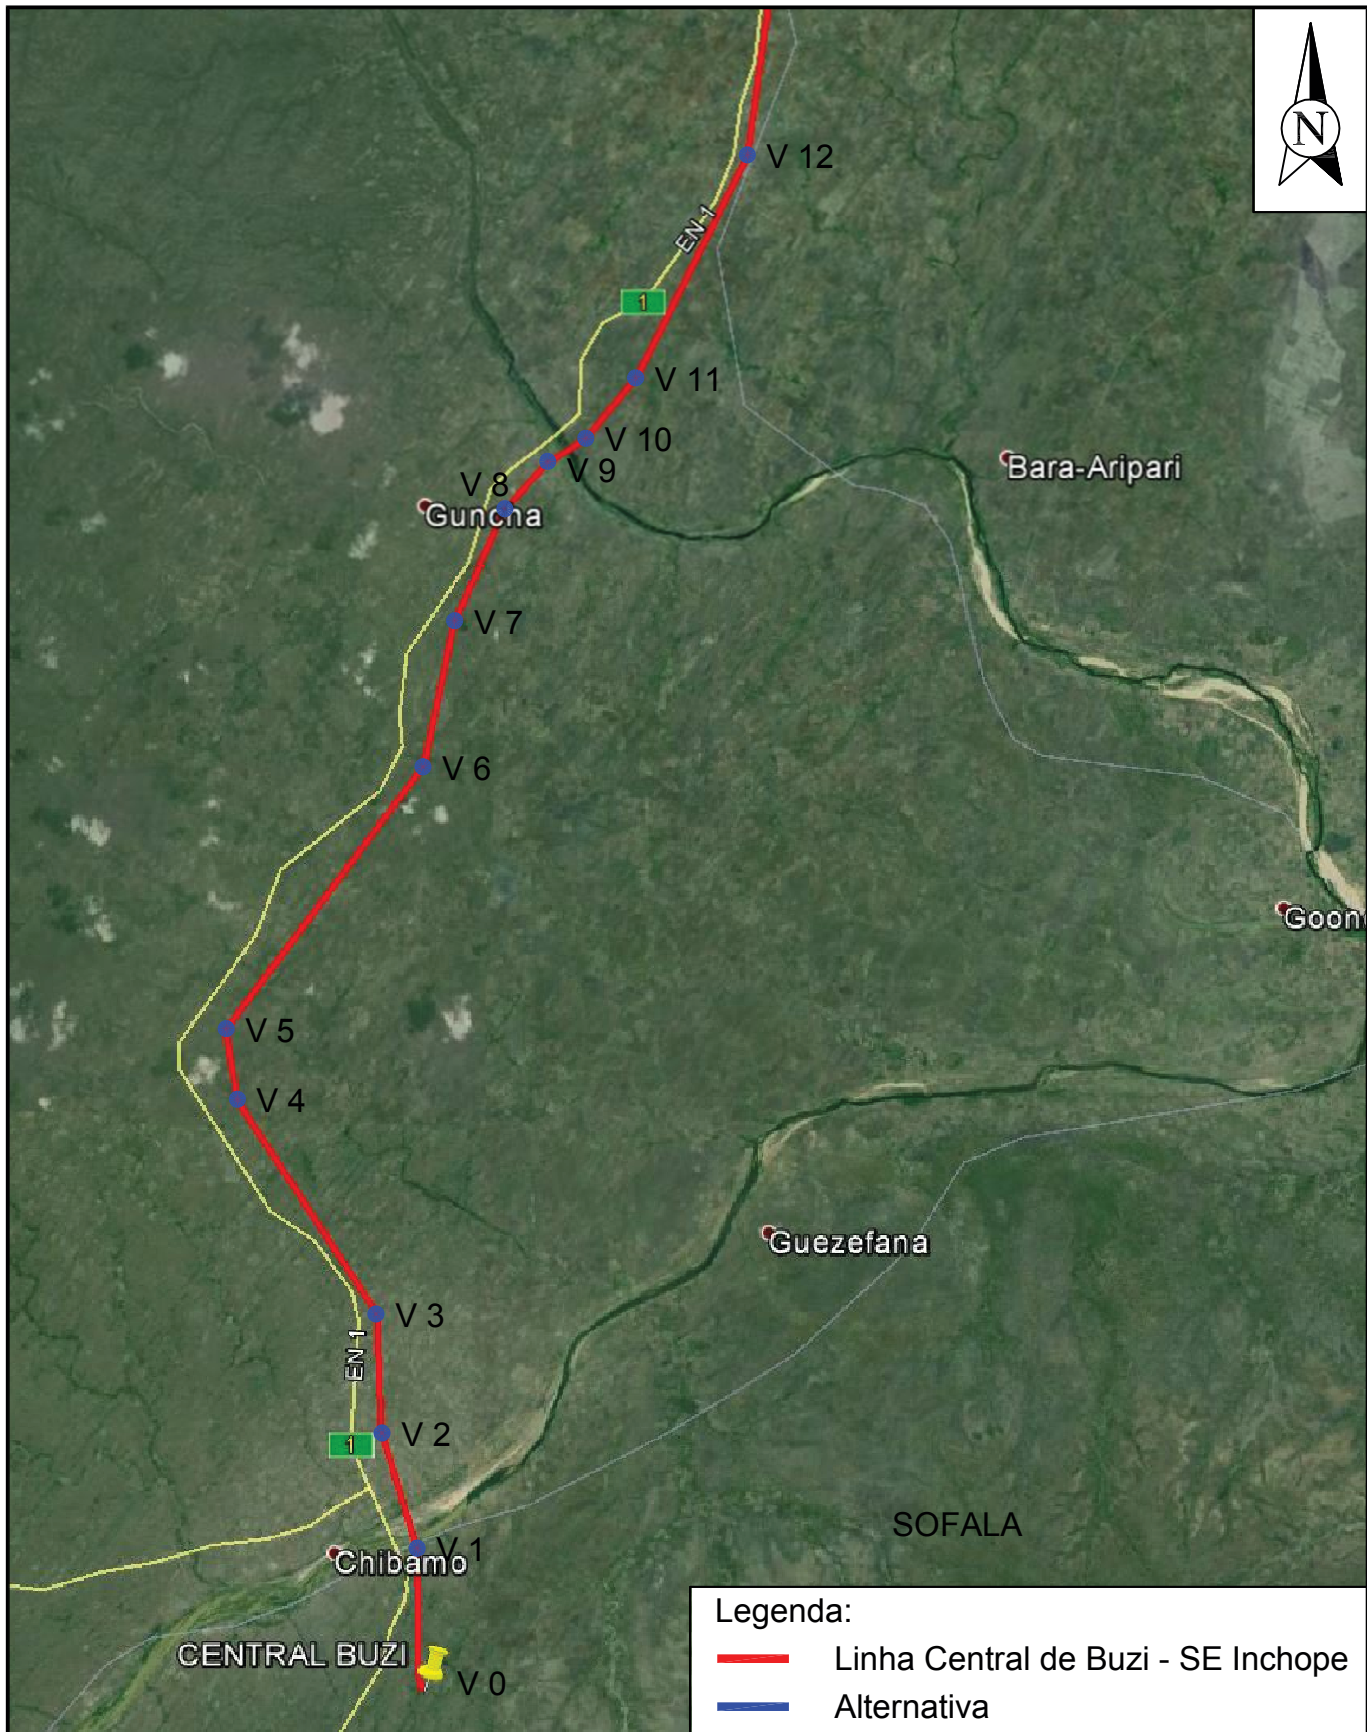 N
V 12
EN 1
1
V 11
V 10
Bara-Aripari
V 9
V 8
Guncha
V 7
V 6
V 5
V 4
Guezefana
V 3
EN 1
V 2
1
SOFALA
V 1
Chibamo
CENTRAL BUZI
V 0
Legenda:
Linha Central de Buzi - SE Inchope
Alternativa